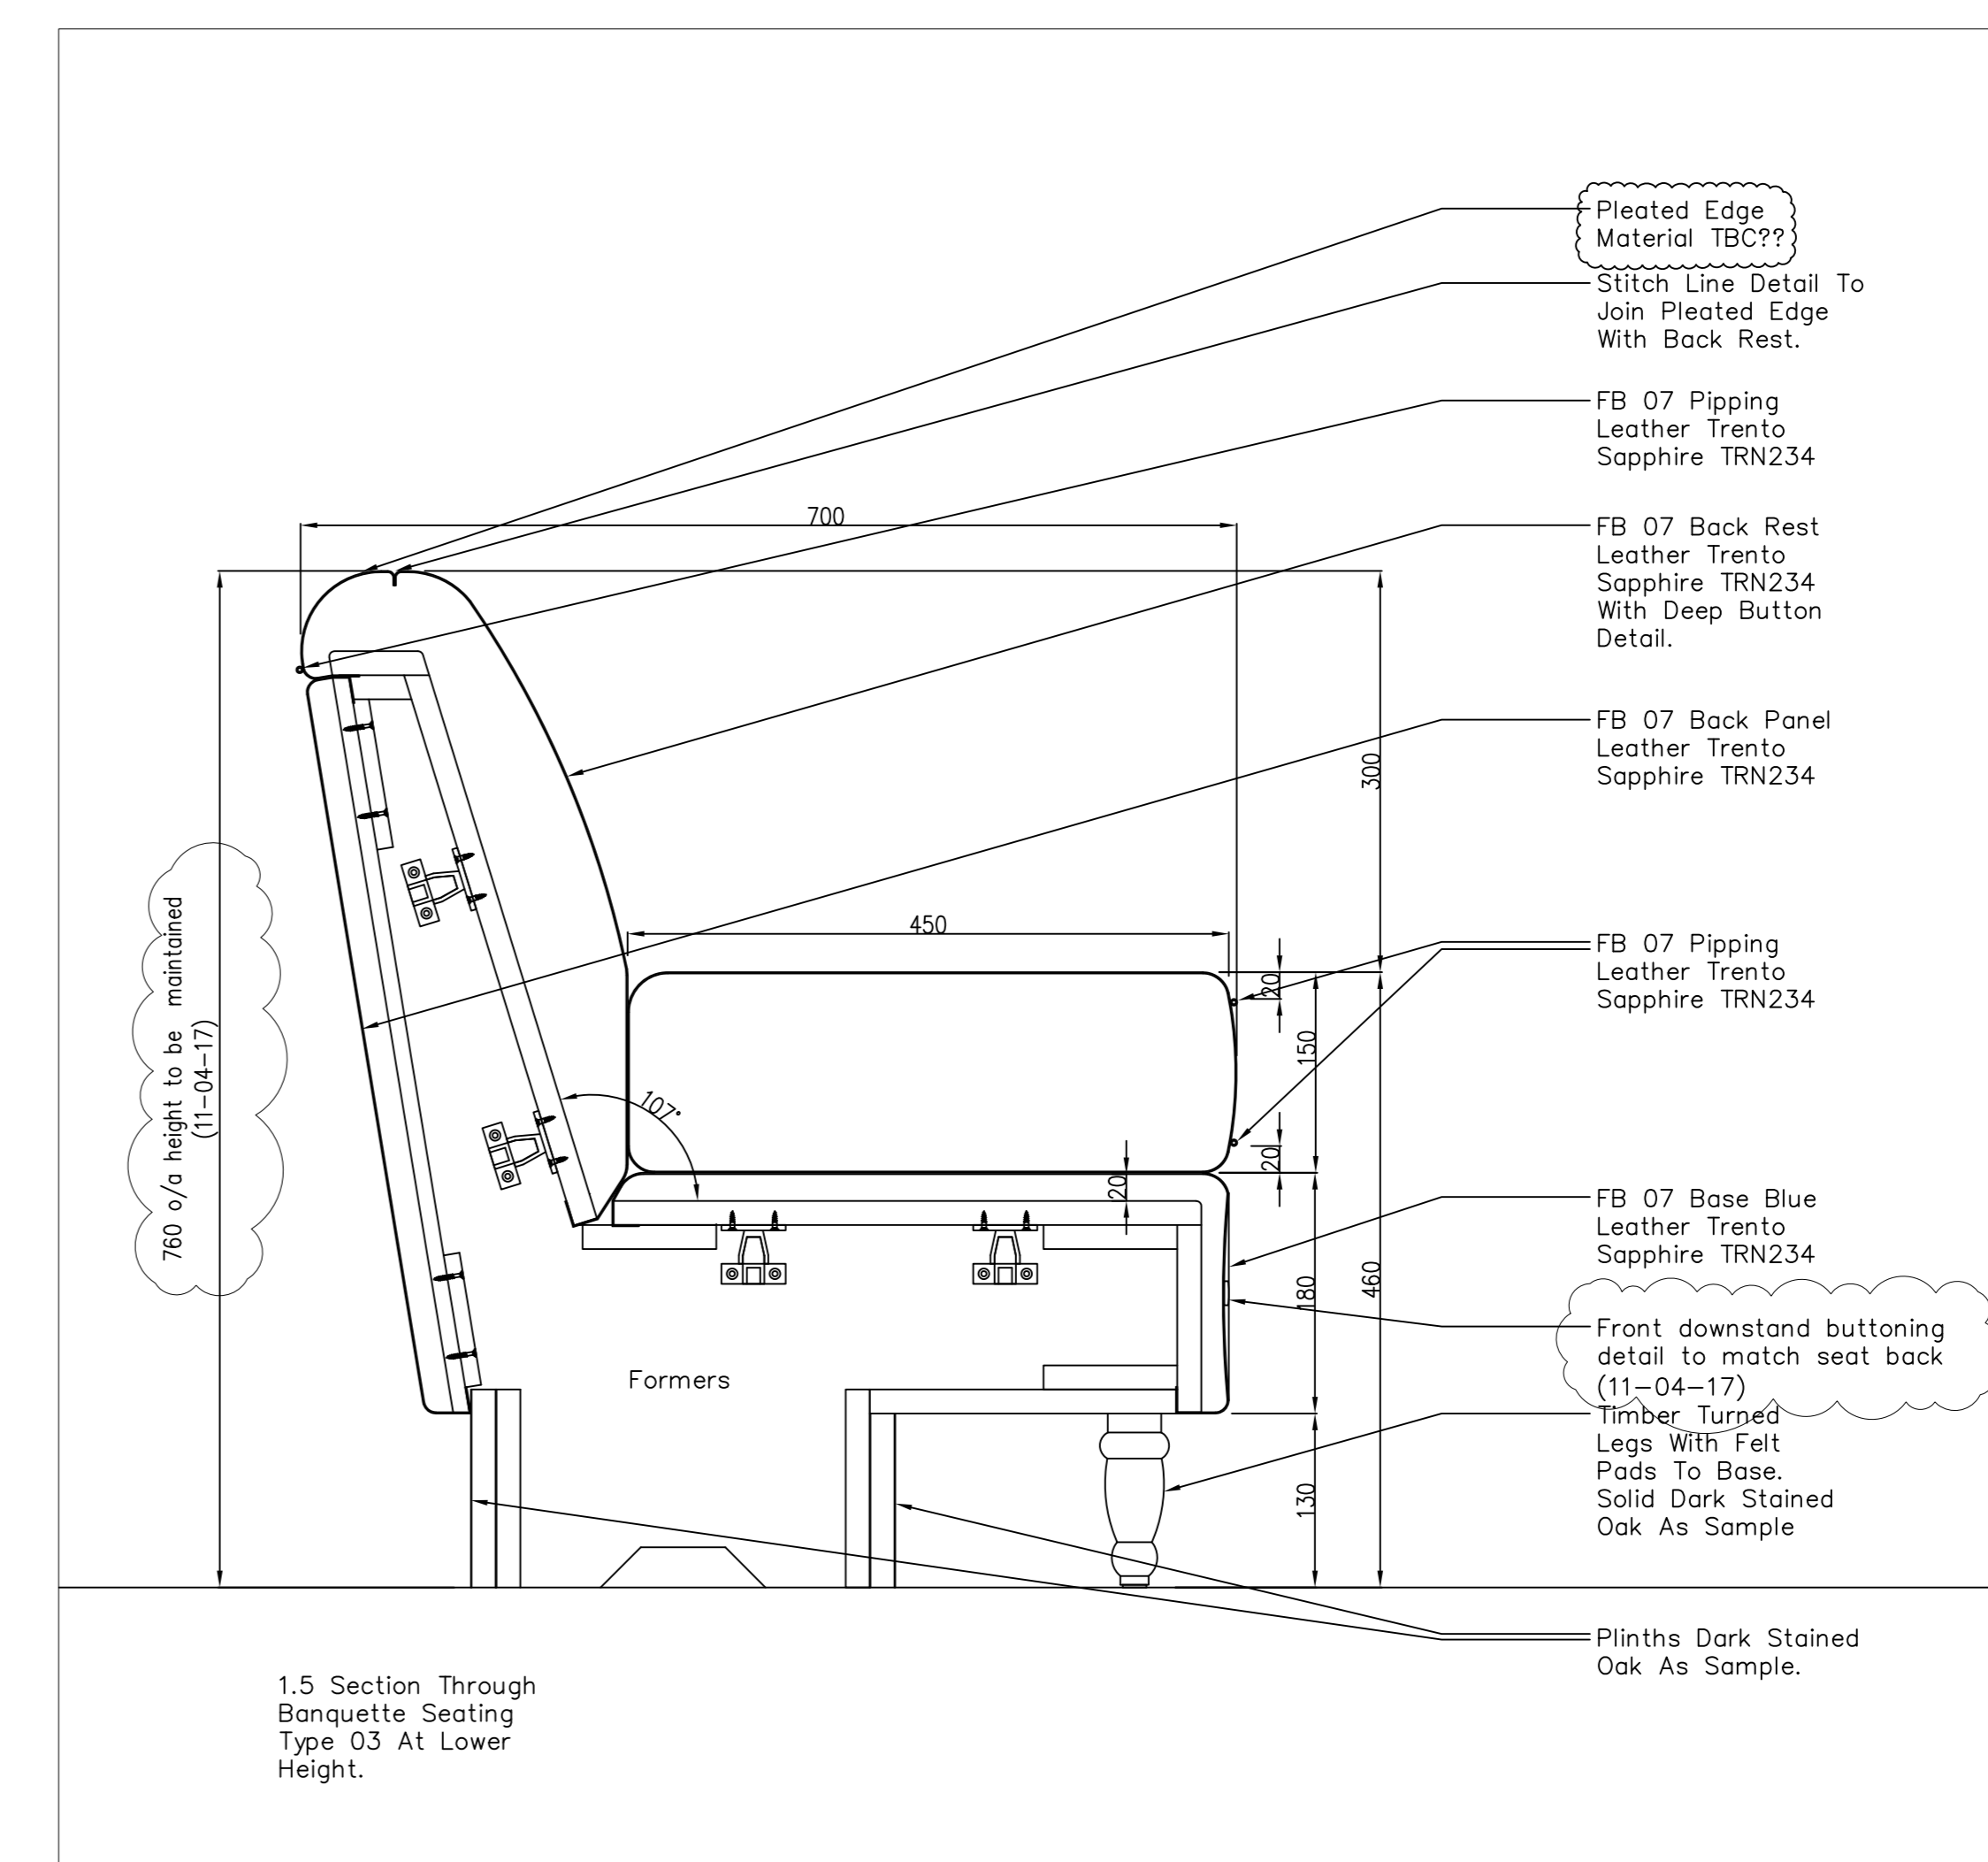 Pleated Edge
Material TBC??
Stitch Line Detail To
Join Pleated Edge
With Back Rest.
FB 07 Pipping
Leather Trento
Sapphire TRN234
700
FB 07 Back Rest
Leather Trento
Sapphire TRN234
With Deep Button
Detail.
FB 07 Back Panel
Leather Trento
Sapphire TRN234
300
760 o/a height to be maintained
(11-04-17)
450
FB 07 Pipping
Leather Trento
Sapphire TRN234
20
150
107°
20
20
FB 07 Base Blue
Leather Trento
Sapphire TRN234
180
460
Front downstand buttoning
detail to match seat back
(11-04-17)
Formers
Timber Turned
Legs With Felt
Pads To Base.
Solid Dark Stained
Oak As Sample
130
Plinths Dark Stained
Oak As Sample.
1.5 Section Through
Banquette Seating
Type 03 At Lower
Height.